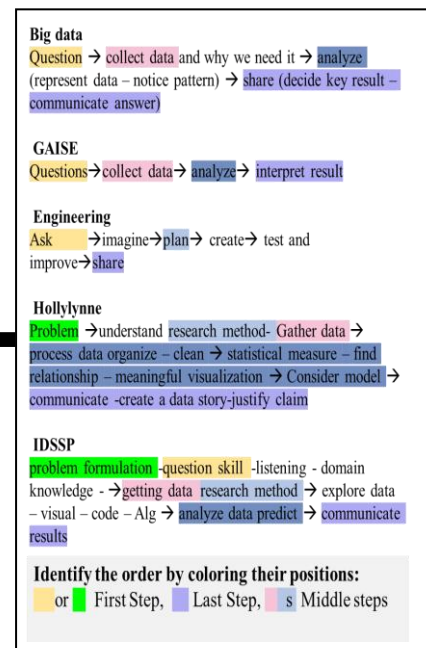 Big data
Question → collect data and why we need it → analyze
(represent data – notice pattern) → share (decide key result –
communicate answer)
GAISE
Questions→collect data→ analyze→ interpret result
Engineering
Ask →imagine→plan→ create→ test and
improve→share
Hollylynne
Problem →understand research method- Gather data →
process data organize – clean → statistical measure – find
relationship – meaningful visualization → Consider model →
communicate -create a data story-justify claim
IDSSP
problem formulation -question skill -listening - domain
knowledge - →getting data research method → explore data
– visual – code – Alg → analyze data predict → communicate
results
Identify the order by coloring their positions:
or First Step, Last Step, s Middle steps